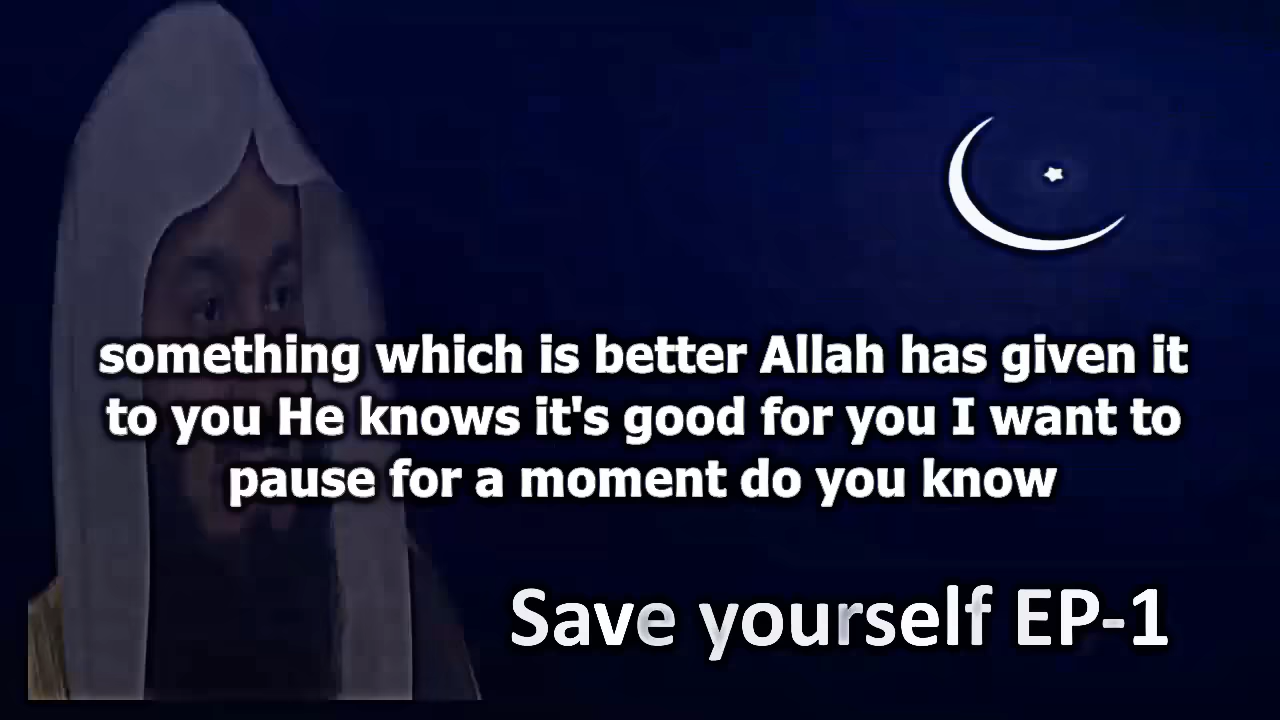 something which is better Allah has given it
to you He knows it's good for you I want to
pause for a moment do you know
Save yourself EP-1